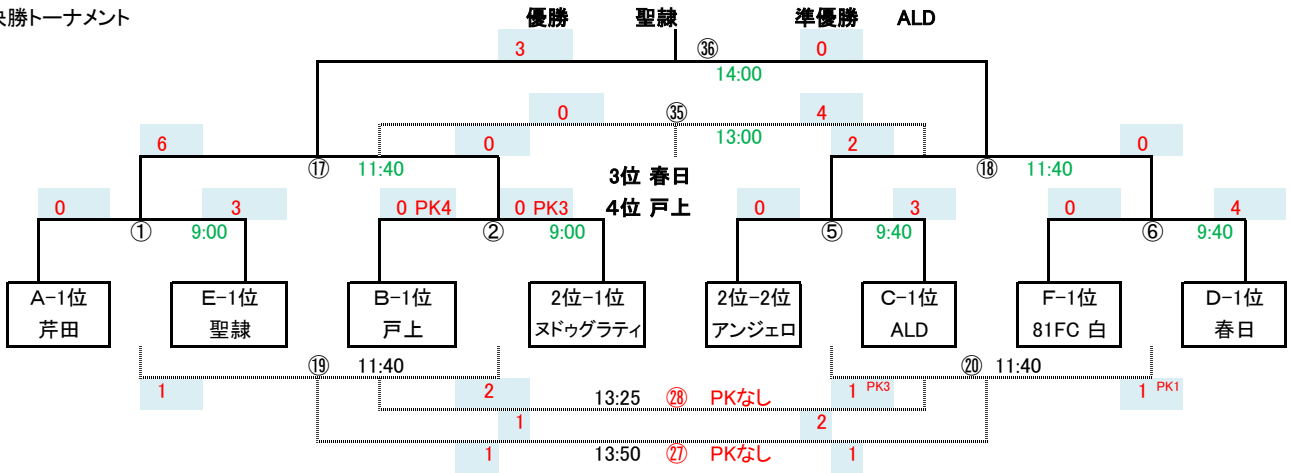 決勝トーナメント 優勝 聖隷 準優勝 ALD
3 ㊱ 0
14:00
0 ㉟ 4
6 0 13:00 2 0
⑰ 11:40 ⑱ 11:40
3位 春日
4位 戸上
0 3 0 PK4 0 PK3 0 3 0 4
① 9:00 ② 9:00 ⑤ 9:40 ⑥ 9:40
A-1位 E-1位 B-1位 2位-1位 2位-2位 C-1位 F-1位 D-1位
芹田 聖隷 戸上 ヌドゥグラティ アンジェロ ALD 81FC 白 春日
⑲ 11:40 ⑳ 11:40
1 2 1 PK3 1 PK1
13:25 ㉘ PKなし
1 2
1 13:50 ㉗ PKなし 1